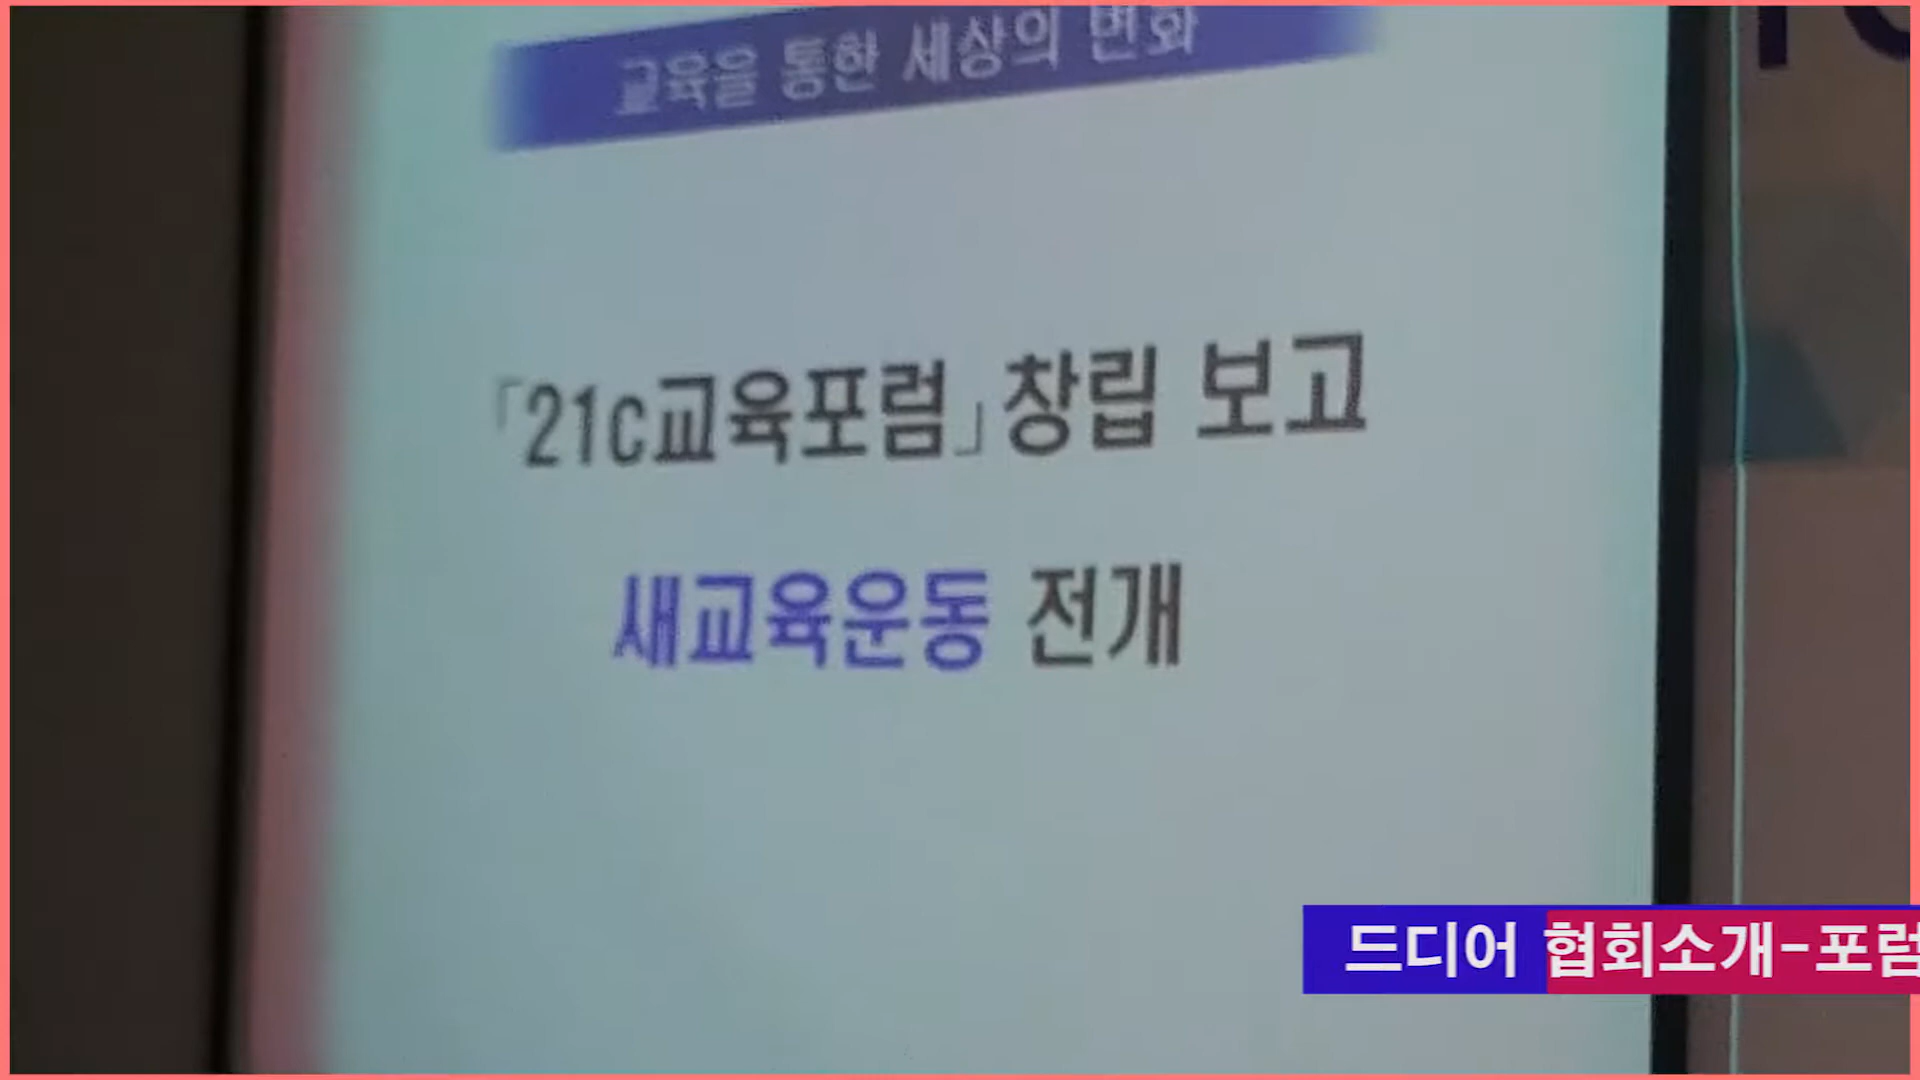 교육을 통한 세상의 변화
「21c교육포럼」창립 보고
새교육운동 전개
드디어 협회소개-포럼